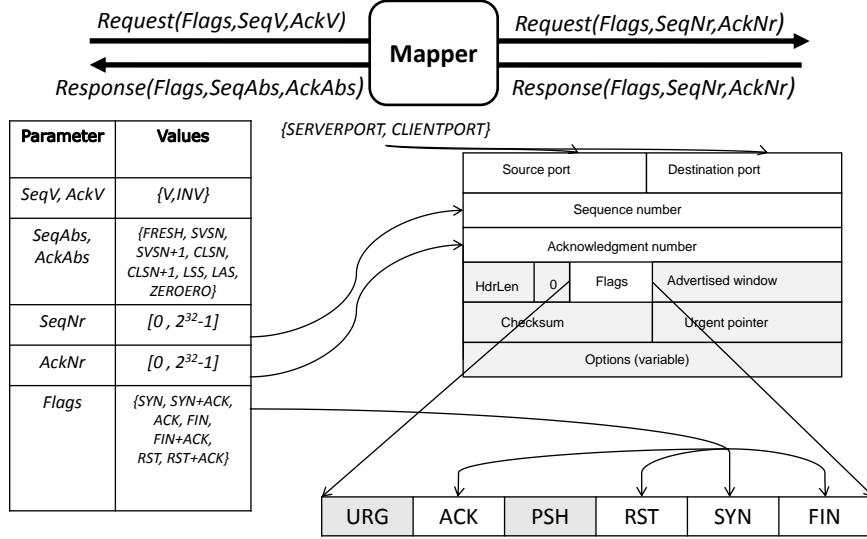 Request(Flags,SeqV,AckV)
Request(Flags,SeqNr,AckNr)
Mapper
Response(Flags,SeqAbs,AckAbs)
Response(Flags,SeqNr,AckNr)
Parameter Values
SeqV, AckV {V,INV}
SeqAbs,
AckAbs
{FRESH, SVSN,
SVSN+1, CLSN,
CLSN+1, LSS, LAS,
ZEROERO}
SeqNr [0 , 2³²-1]
AckNr [0 , 2³²-1]
Flags
{SYN, SYN+ACK,
ACK, FIN,
FIN+ACK,
RST, RST+ACK}
{SERVERPORT, CLIENTPORT}
Source port Destination port
Sequence number
Acknowledgment number
HdrLen 0 Flags Advertised window
Checksum Urgent pointer
Options (variable)
URG ACK PSH RST SYN FIN